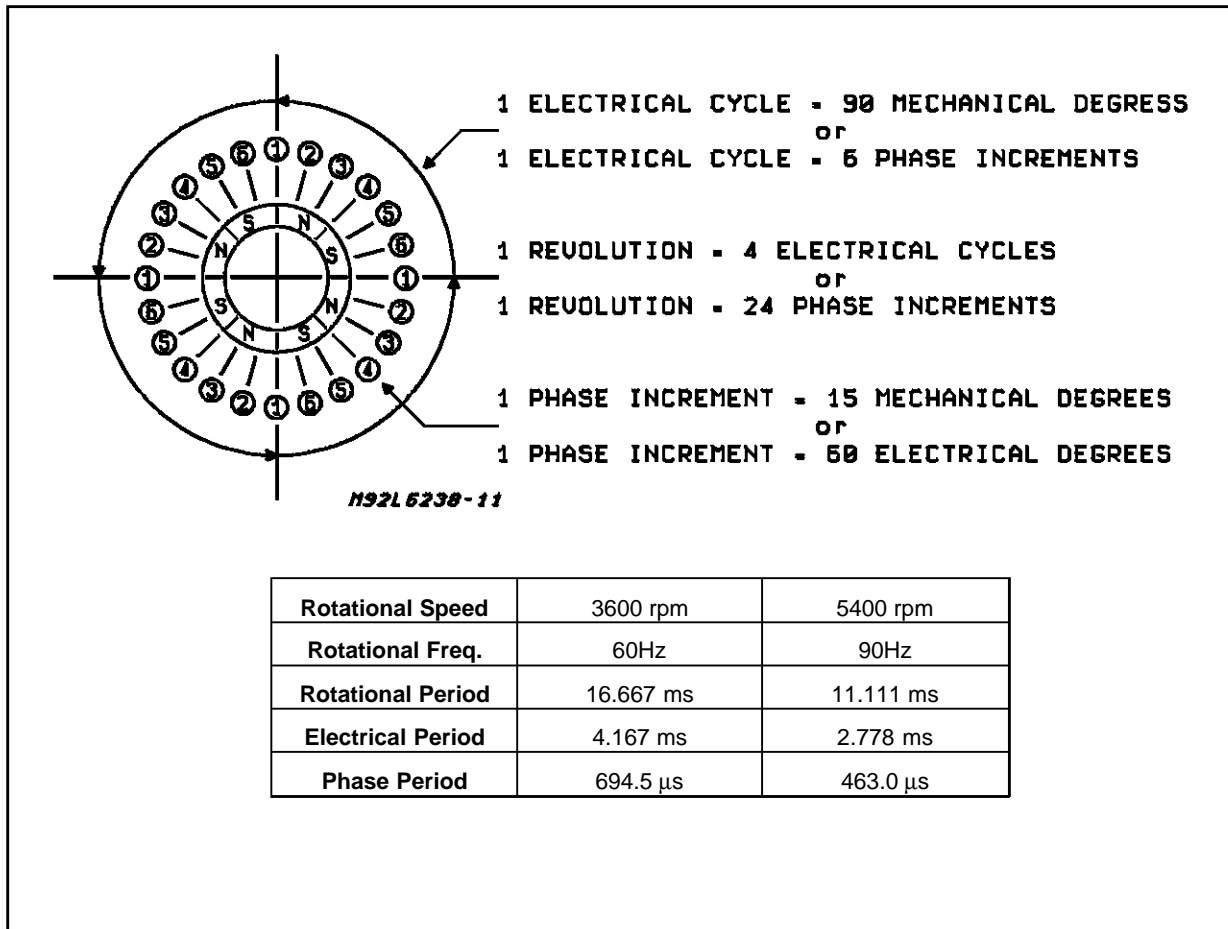 1 ELECTRICAL CYCLE = 90 MECHANICAL DEGRESS
or
1 ELECTRICAL CYCLE = 6 PHASE INCREMENTS
1 REVOLUTION = 4 ELECTRICAL CYCLES
or
1 REVOLUTION = 24 PHASE INCREMENTS
1 PHASE INCREMENT = 15 MECHANICAL DEGREES
or
1 PHASE INCREMENT = 60 ELECTRICAL DEGREES
1 2 3 4 5 6 1 2 3 4 5 6 1 2 3 4 5 6 1 2 3 4 5 6
N S N S N S N S
M92L6238-11
Rotational Speed 3600 rpm 5400 rpm
Rotational Freq. 60Hz 90Hz
Rotational Period 16.667 ms 11.111 ms
Electrical Period 4.167 ms 2.778 ms
Phase Period 694.5 μs 463.0 μs